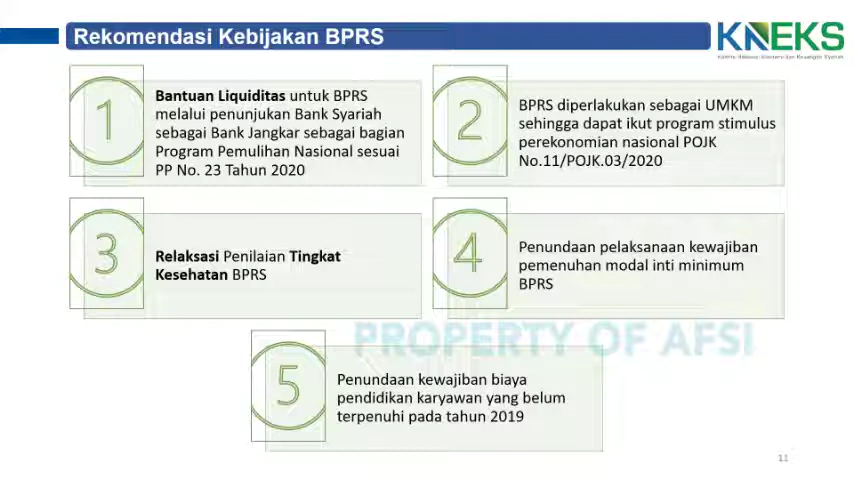 Rekomendasi Kebijakan BPRS
KNEKS
Komite Nasional Ekonomi dan Keuangan Syariah
1
Bantuan Liquiditas untuk BPRS
melalui penunjukan Bank Syariah
sebagai Bank Jangkar sebagai bagian
Program Pemulihan Nasional sesuai
PP No. 23 Tahun 2020
2
BPRS diperlakukan sebagai UMKM
sehingga dapat ikut program stimulus
perekonomian nasional POJK
No.11/POJK.03/2020
3
Relaksasi Penilaian Tingkat
Kesehatan BPRS
4
Penundaan pelaksanaan kewajiban
pemenuhan modal inti minimum
BPRS
PROPERTY OF AFSI
5
Penundaan kewajiban biaya
pendidikan karyawan yang belum
terpenuhi pada tahun 2019
11